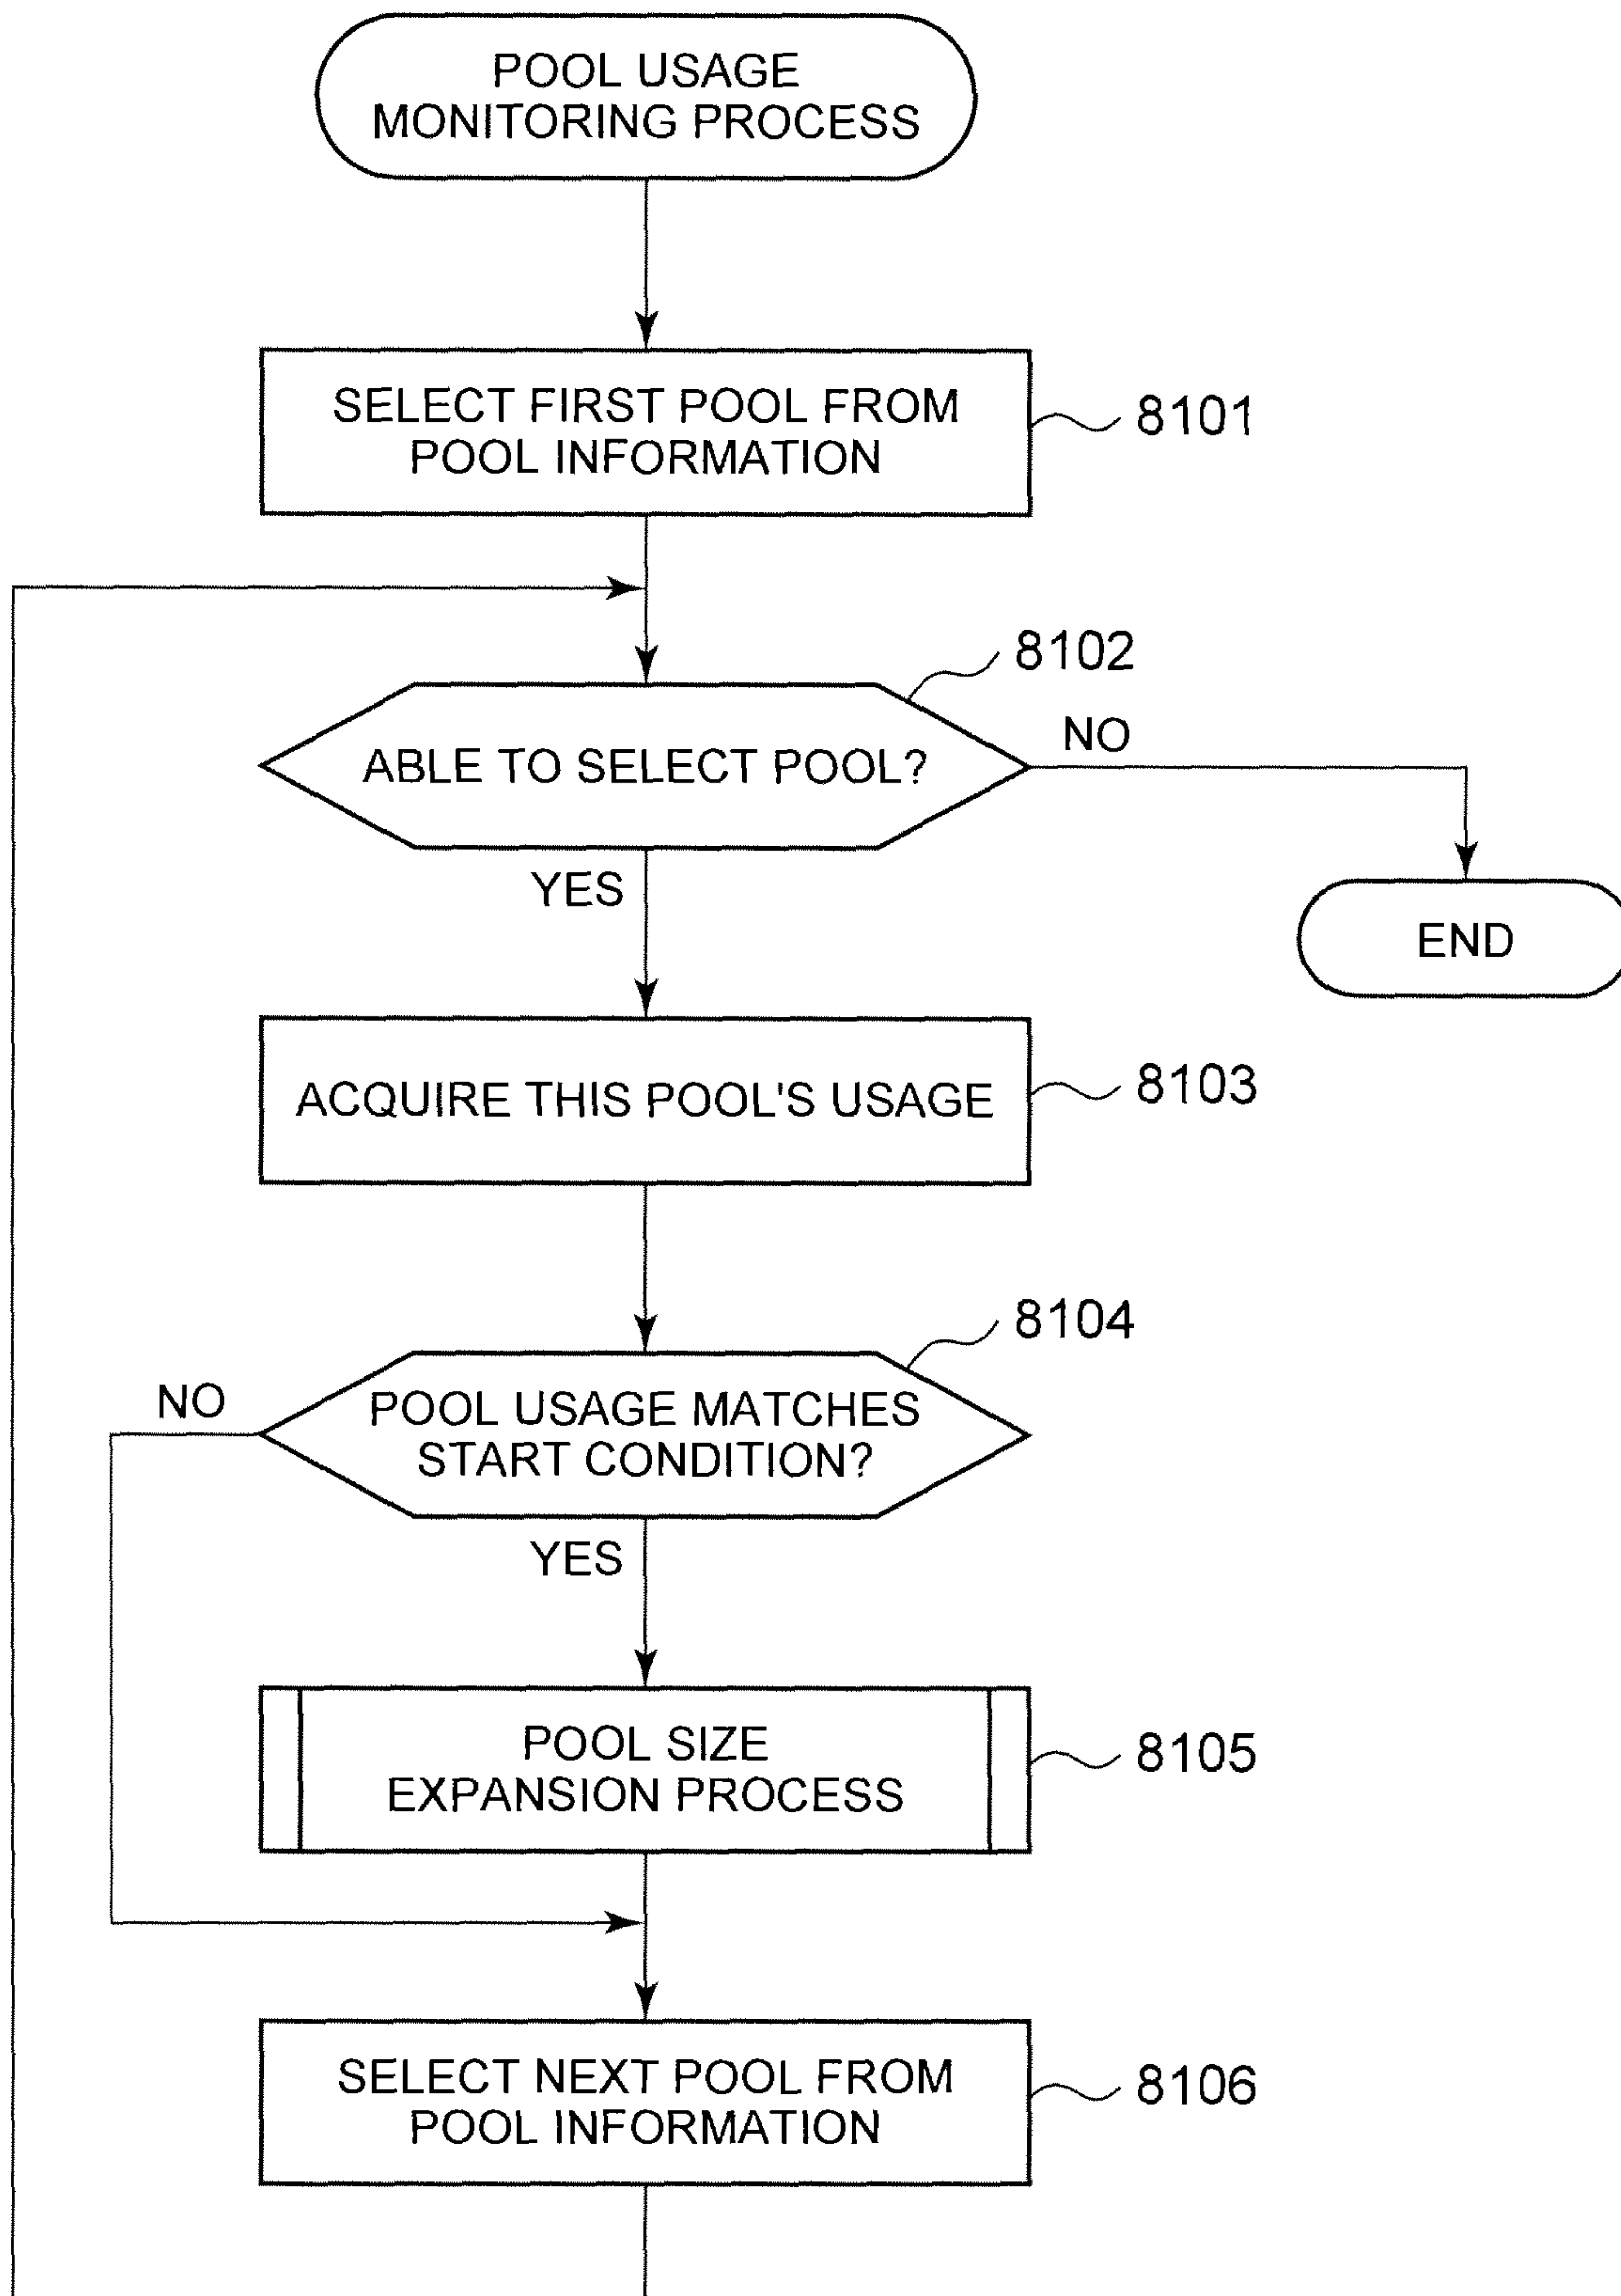 POOL USAGE
MONITORING PROCESS
SELECT FIRST POOL FROM
POOL INFORMATION
8101
8102
ABLE TO SELECT POOL?
NO
YES
END
ACQUIRE THIS POOL'S USAGE
8103
8104
NO
POOL USAGE MATCHES
START CONDITION?
YES
POOL SIZE
EXPANSION PROCESS
8105
SELECT NEXT POOL FROM
POOL INFORMATION
8106